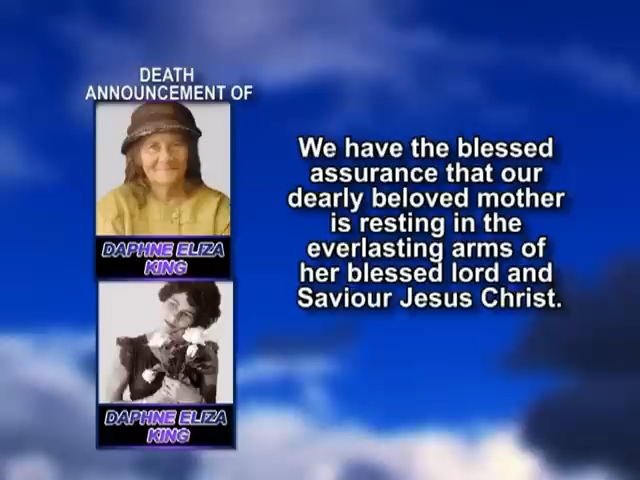 DEATH
ANNOUNCEMENT OF
DAPHNE ELIZA
KING
DAPHNE ELIZA
KING
We have the blessed
assurance that our
dearly beloved mother
is resting in the
everlasting arms of
her blessed lord and
Saviour Jesus Christ.